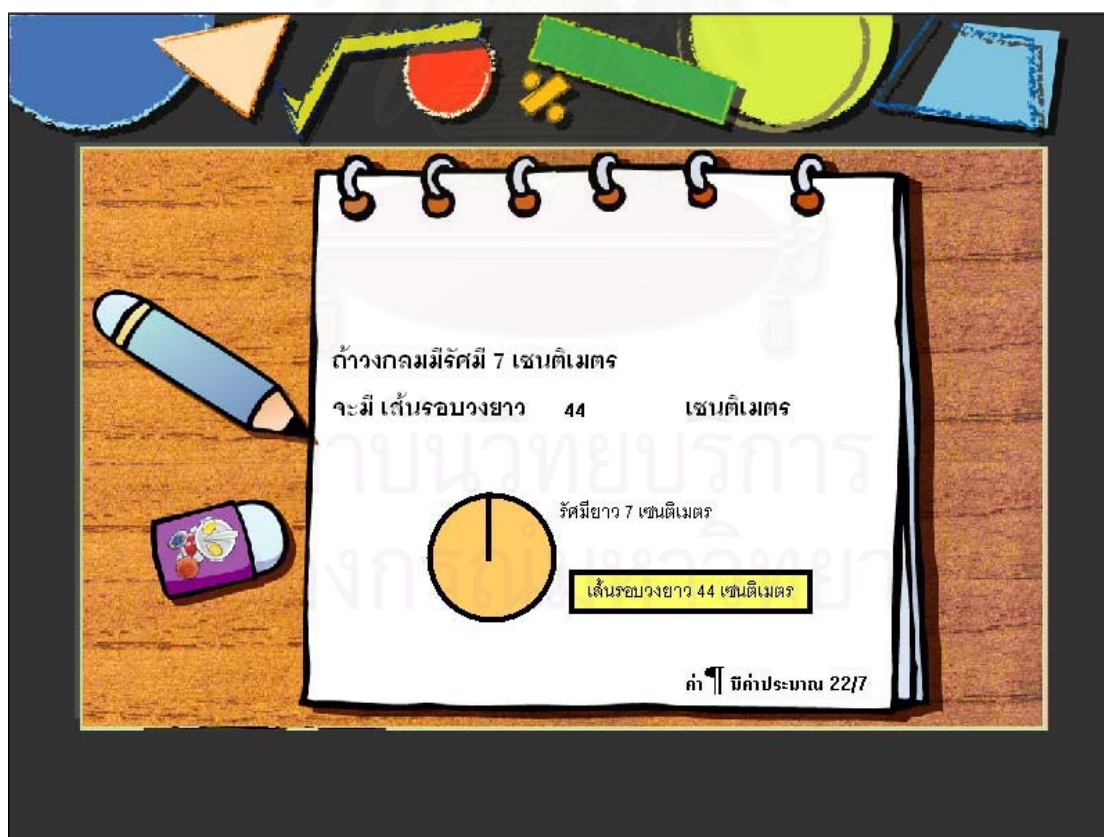 ถ้าวงกลมมีรัศมี 7 เซนติเมตร
จะมี เส้นรอบวงยาว 44 เซนติเมตร
รัศมียาว 7 เซนติเมตร
เส้นรอบวงยาว 44 เซนติเมตร
ค่า ¶ มีค่าประมาณ 22/7